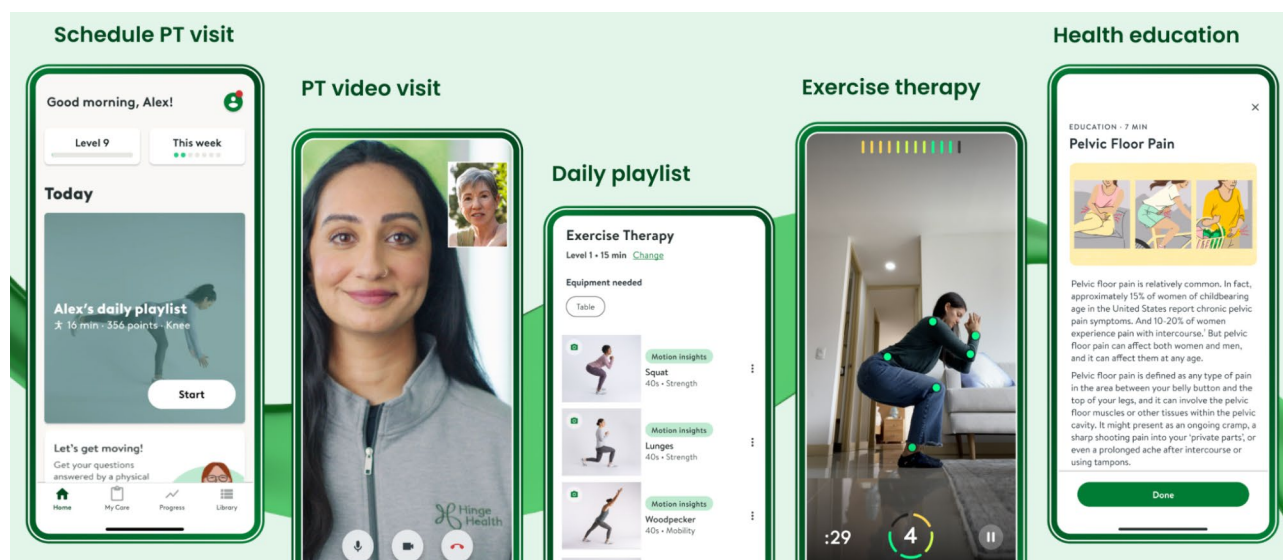 Schedule PT visit
Good morning, Alex!
Level 9
This week
Today
Alex's daily playlist
16 min · 356 points · Knee
Start
Let's get moving!
Get your questions
answered by a physical
Home
My Care
Progress
Library
PT video visit
Hinge
Health
Daily playlist
Exercise Therapy
Level 1 • 15 min Change
Equipment needed
Table
Motion insights
Squat
40s • Strength
Motion insights
Lunges
40s • Strength
Motion insights
Woodpecker
40s • Mobility
Exercise therapy
:29
4
Health education
EDUCATION · 7 MIN
Pelvic Floor Pain
Pelvic floor pain is relatively common. In fact,
approximately 15% of women of childbearing
age in the United States report chronic pelvic
pain symptoms. And 10-20% of women
experience pain with intercourse.' But pelvic
floor pain can affect both women and men,
and it can affect them at any age.
Pelvic floor pain is defined as any type of pain
in the area between your belly button and the
top of your legs, and it can involve the pelvic
floor muscles or other tissues within the pelvic
cavity. It might present as an ongoing cramp, a
sharp shooting pain into your 'private parts', or
even a prolonged ache after intercourse or
using tampons.
Done